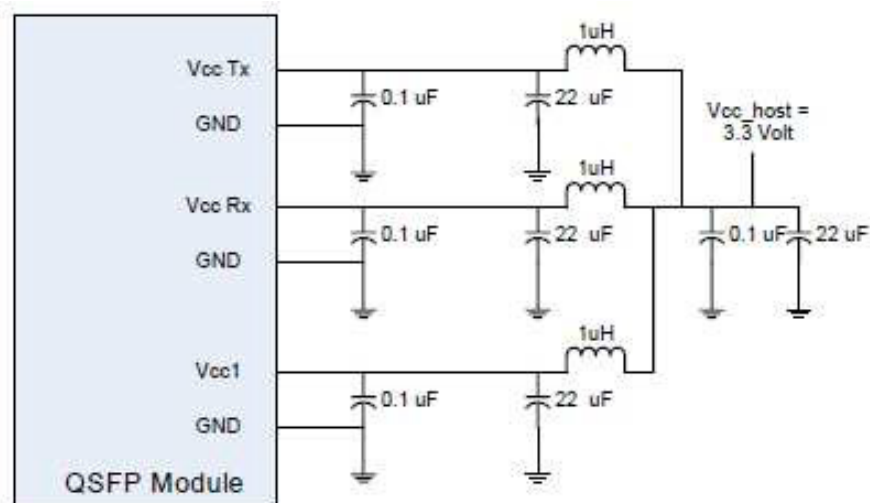 1uH
Vcc Tx
0.1 uF
22 uF
GND
Vcc_host =
3.3 Volt
1uH
Vcc Rx
0.1 uF
22 uF
0.1 uF
22 uF
GND
1uH
Vcc1
0.1 uF
22 uF
GND
QSFP Module